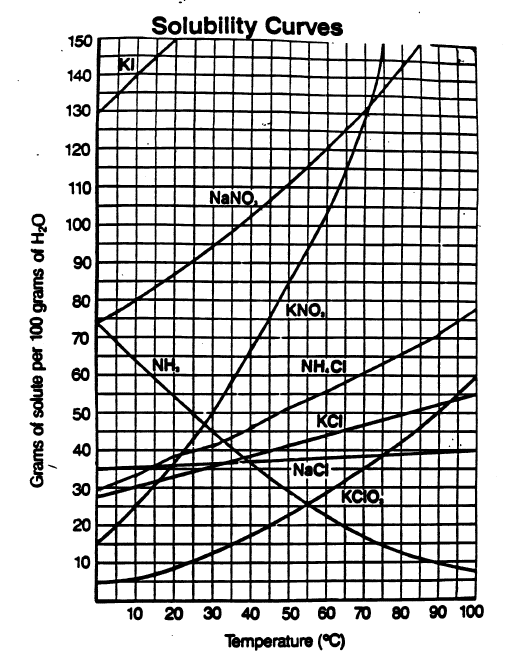 Solubility Curves
150
140
130
120
110
100
90
80
70
60
50
40
30
20
10
KI
NaNO₃
KNO₃
NH₃
NH₄Cl
KCl
NaCl
KClO₃
Grams of solute per 100 grams of H₂O
10 20 30 40 50 60 70 80 90 100
Temperature (°C)